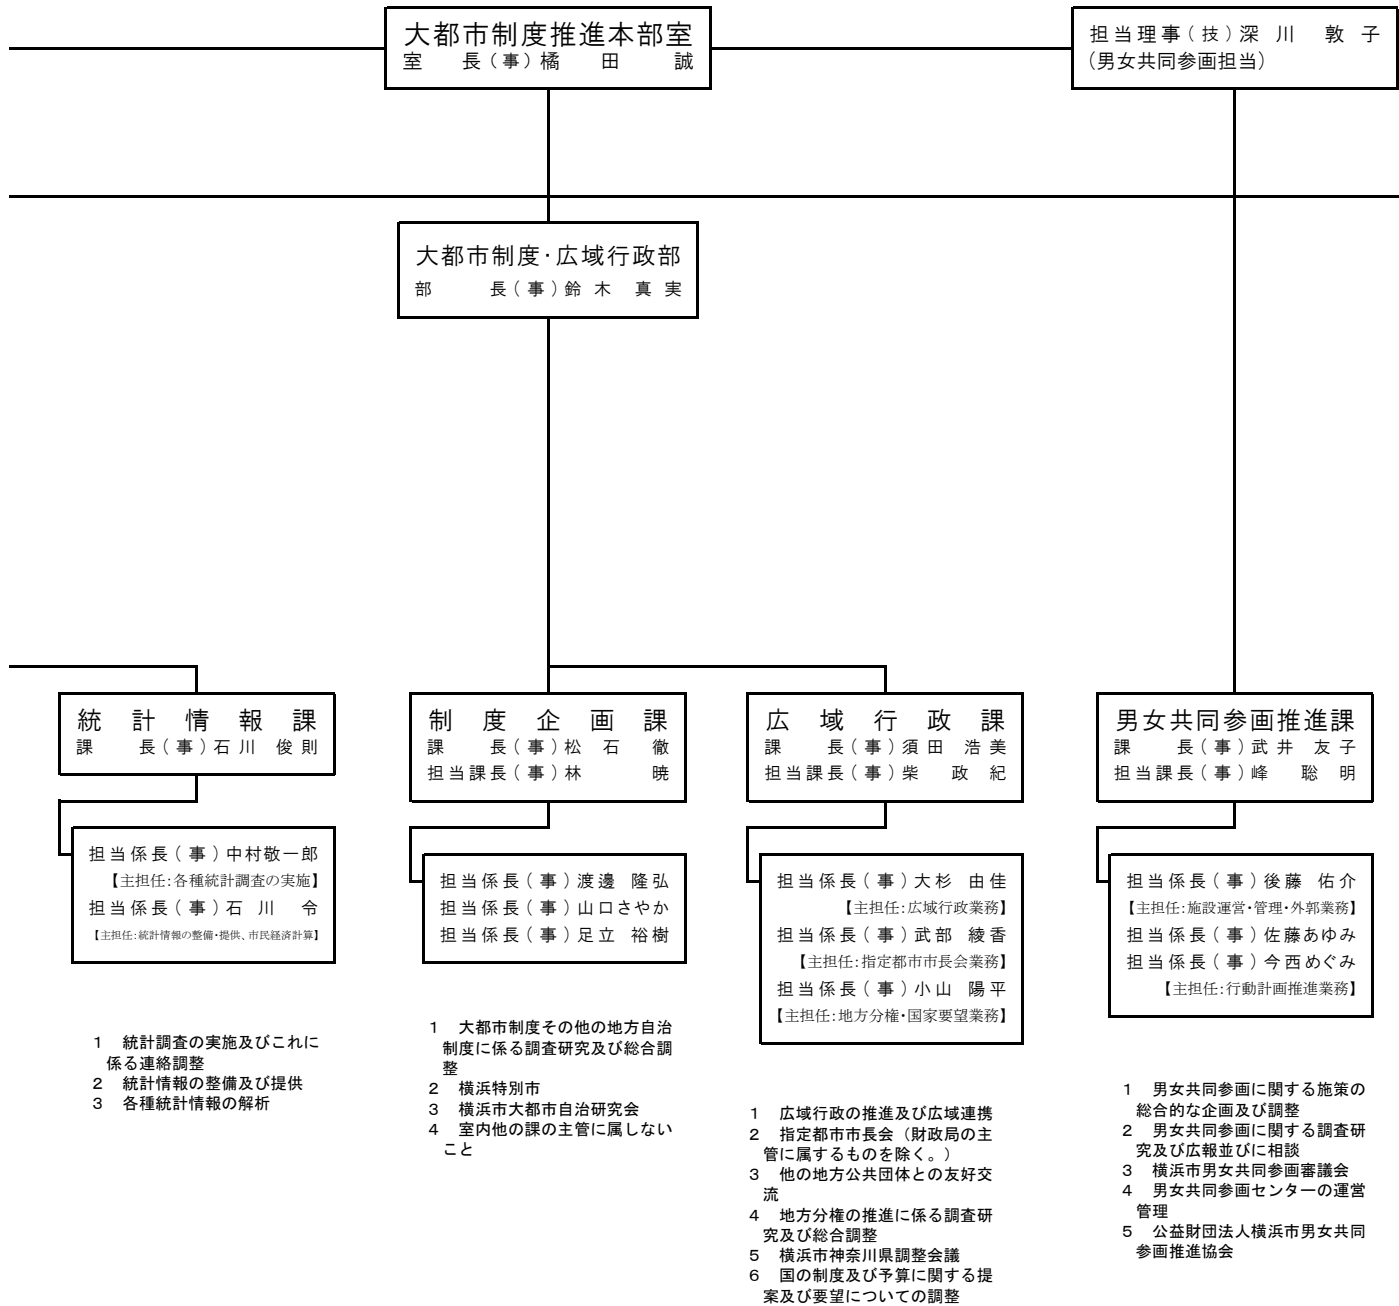 大都市制度推進本部室
室　長(事)橘　田　誠
担当理事(技)深川　敦子
(男女共同参画担当)
大都市制度・広域行政部
部　長(事)鈴木　真実
統計情報課
課　長(事)石川　俊則
担当係長(事)中村敬一郎
【主担任:各種統計調査の実施】
担当係長(事)石川　令
【主担任:統計情報の整備・提供、市民経済計算】
1　統計調査の実施及びこれに
係る連絡調整
2　統計情報の整備及び提供
3　各種統計情報の解析
制度企画課
課　長(事)松石　徹
担当課長(事)林　暁
担当係長(事)渡邊　隆弘
担当係長(事)山口さやか
担当係長(事)足立　裕樹
1　大都市制度その他の地方自治
制度に係る調査研究及び総合調
整
2　横浜特別市
3　横浜市大都市自治研究会
4　室内他の課の主管に属しない
こと
広域行政課
課　長(事)須田　浩美
担当課長(事)柴　政紀
担当係長(事)大杉　由佳
【主担任:広域行政業務】
担当係長(事)武部　綾香
【主担任:指定都市市長会業務】
担当係長(事)小山　陽平
【主担任:地方分権・国家要望業務】
1　広域行政の推進及び広域連携
2　指定都市市長会（財政局の主
管に属するものを除く。）
3　他の地方公共団体との友好交
流
4　地方分権の推進に係る調査研
究及び総合調整
5　横浜市神奈川県調整会議
6　国の制度及び予算に関する提
案及び要望についての調整
男女共同参画推進課
課　長(事)武井　友子
担当課長(事)峰　聡明
担当係長(事)後藤　佑介
【主担任:施設運営・管理・外郭業務】
担当係長(事)佐藤あゆみ
担当係長(事)今西めぐみ
【主担任:行動計画推進業務】
1　男女共同参画に関する施策の
総合的な企画及び調整
2　男女共同参画に関する調査研
究及び広報並びに相談
3　横浜市男女共同参画審議会
4　男女共同参画センターの運営
管理
5　公益財団法人横浜市男女共同
参画推進協会